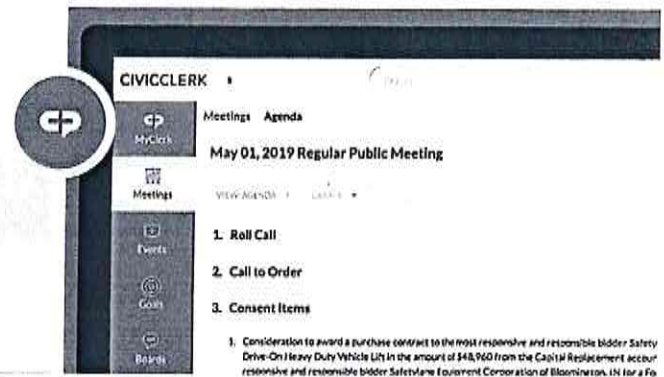 CIVICCLERK
MyClerk
Meetings Agenda
May 01, 2019 Regular Public Meeting
Meetings
VIEW AGENDA
Events
1. Roll Call
2. Call to Order
Goals
3. Consent Items
Boards
1. Consideration to award a purchase contract to the most responsive and responsible bidder Safety
Drive-On Heavy Duty Vehicle Lift in the amount of $48,960 from the Capital Replacement accoun
responsive and responsible bidder Safetylane Equipment Corporation of Bloomington, IN for a Fo